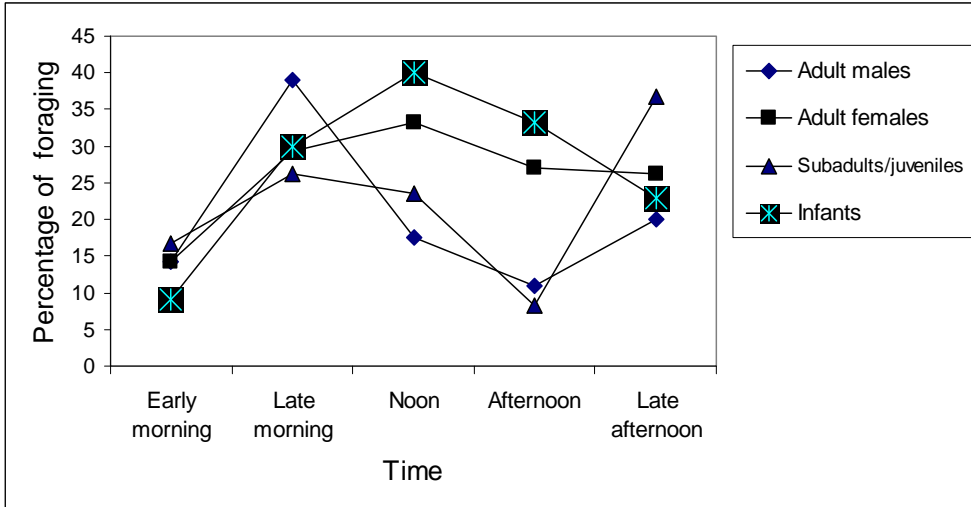 Percentage of foraging
45
40
35
30
25
20
15
10
5
0
Early
morning
Late
morning
Noon
Afternoon
Late
afternoon
Time
Adult males
Adult females
Subadults/juveniles
Infants